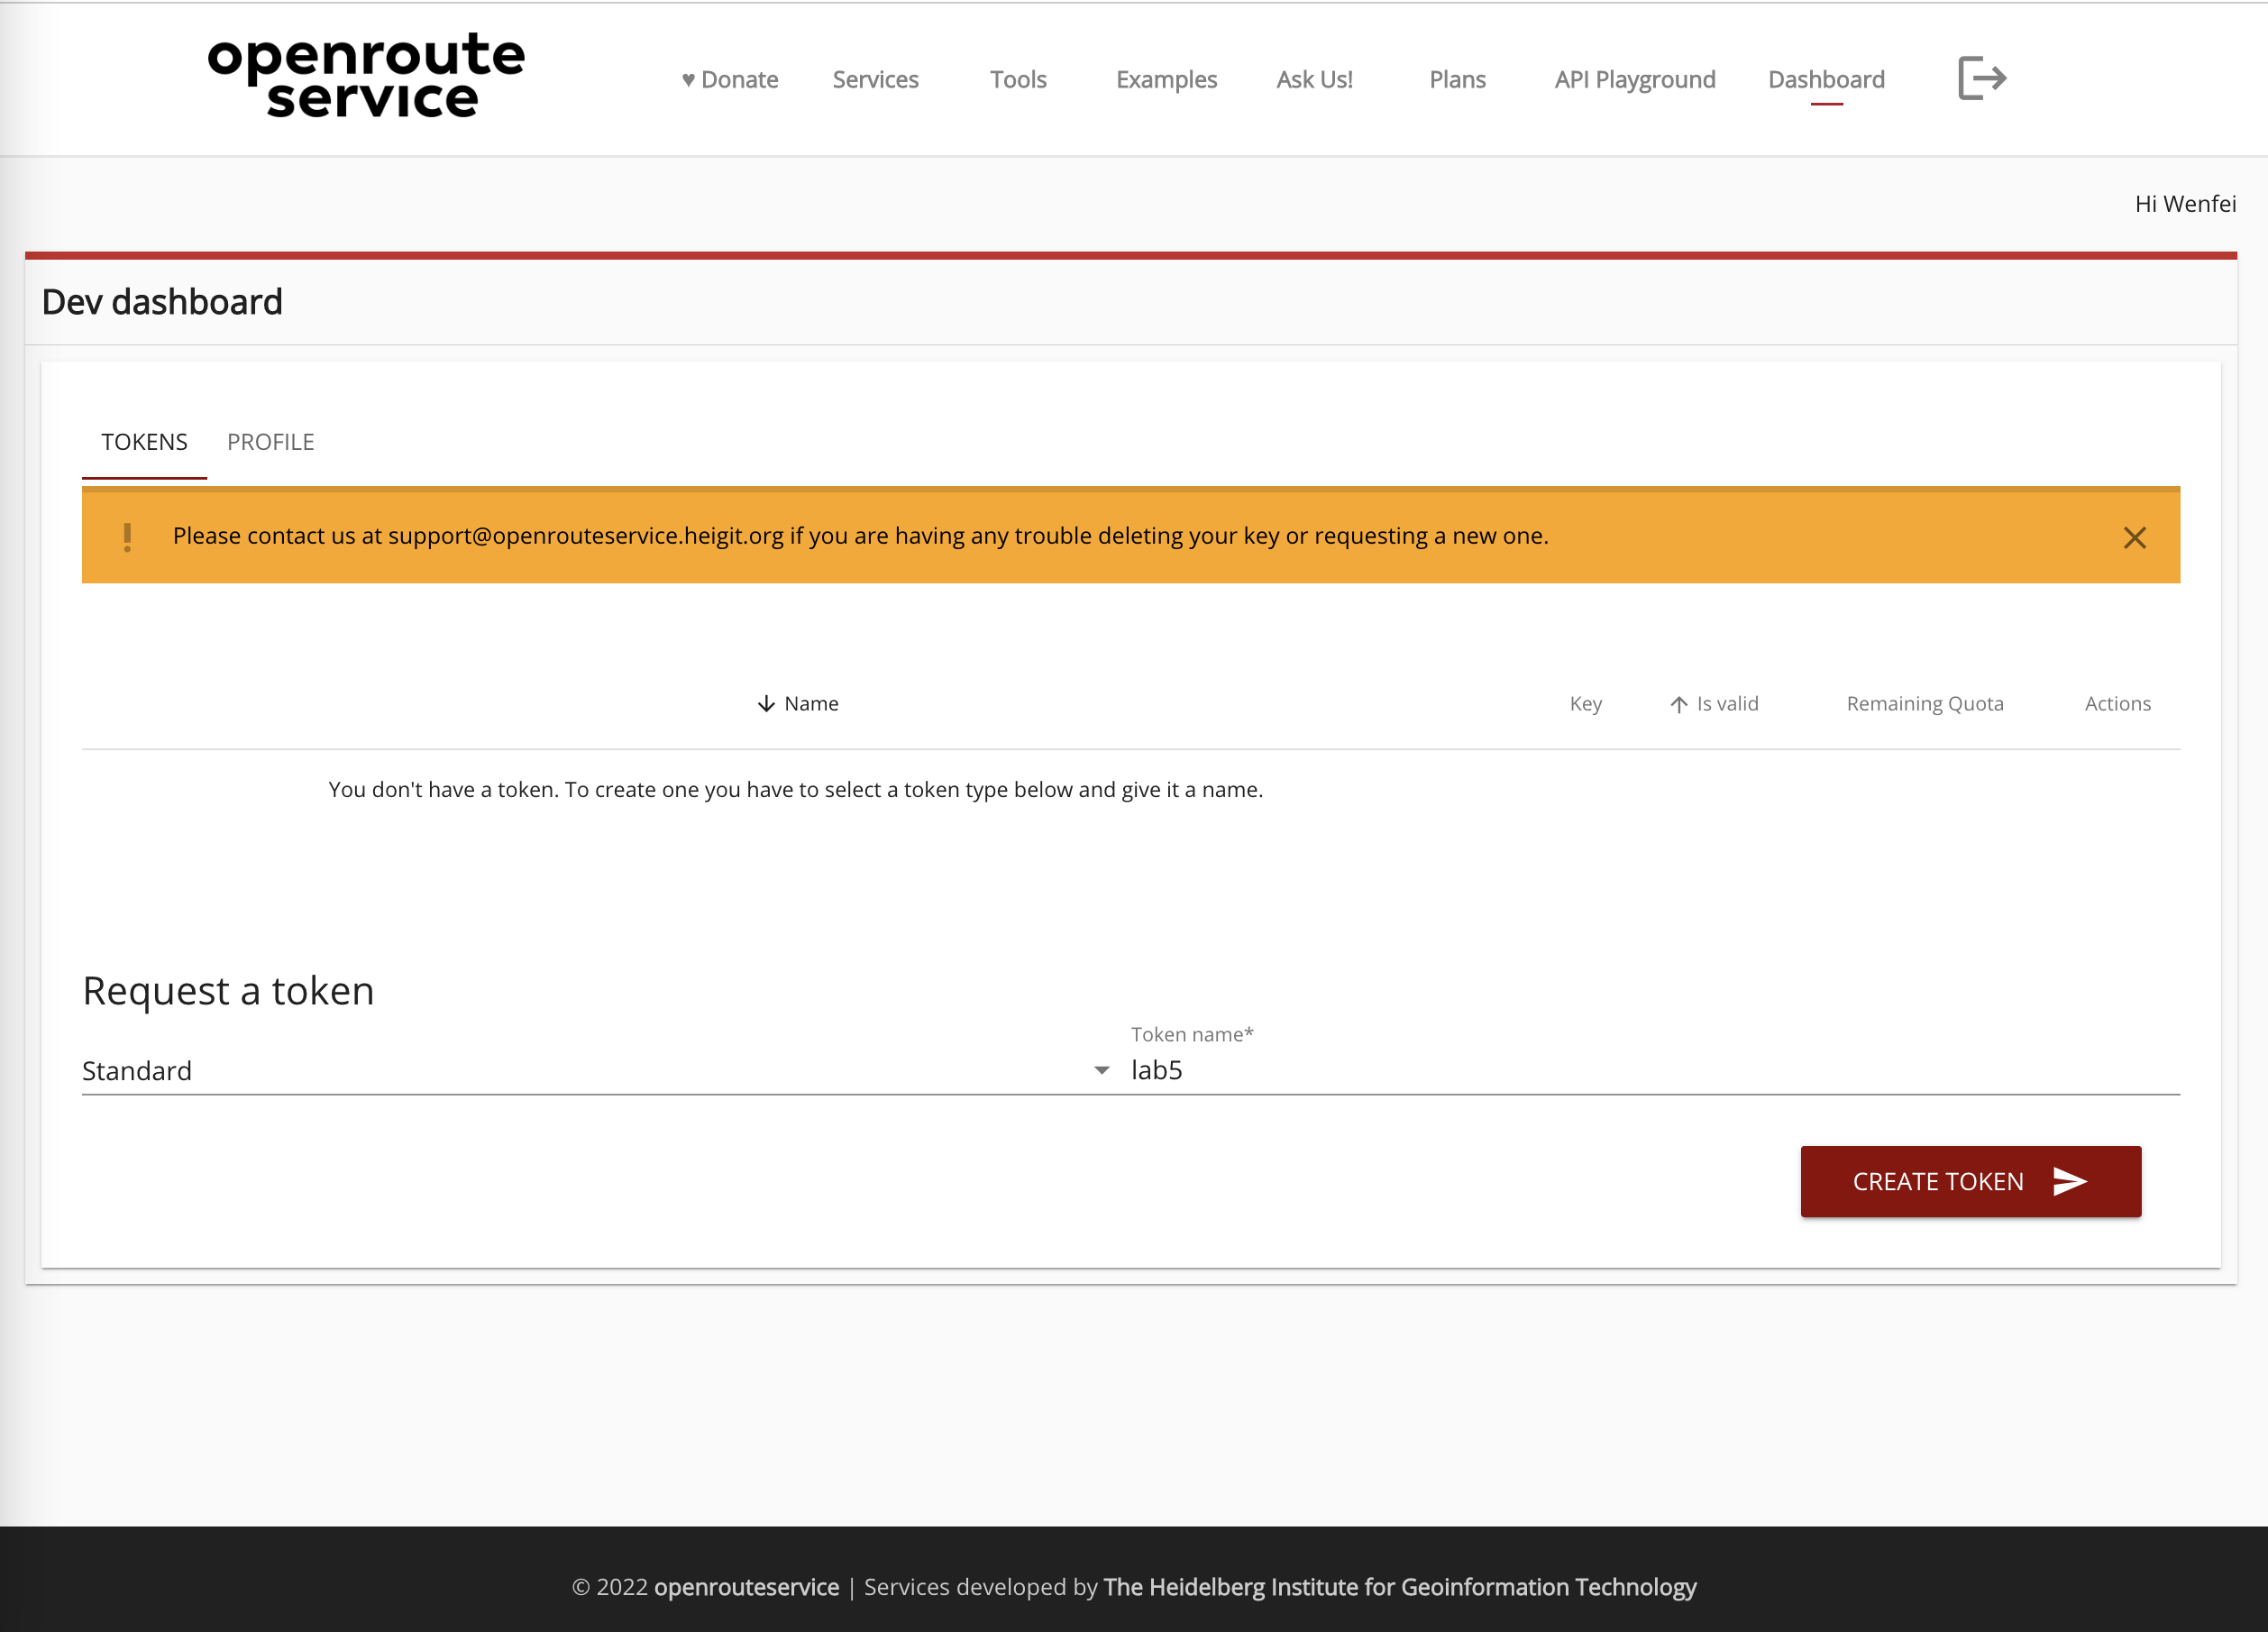 openroute
service
♥ Donate Services Tools Examples Ask Us! Plans API Playground Dashboard
Hi Wenfei
Dev dashboard
TOKENS PROFILE
Please contact us at support@openrouteservice.heigit.org if you are having any trouble deleting your key or requesting a new one.
Name Key Is valid Remaining Quota Actions
You don't have a token. To create one you have to select a token type below and give it a name.
Request a token
Token name*
Standard lab5
CREATE TOKEN
© 2022 openrouteservice | Services developed by The Heidelberg Institute for Geoinformation Technology